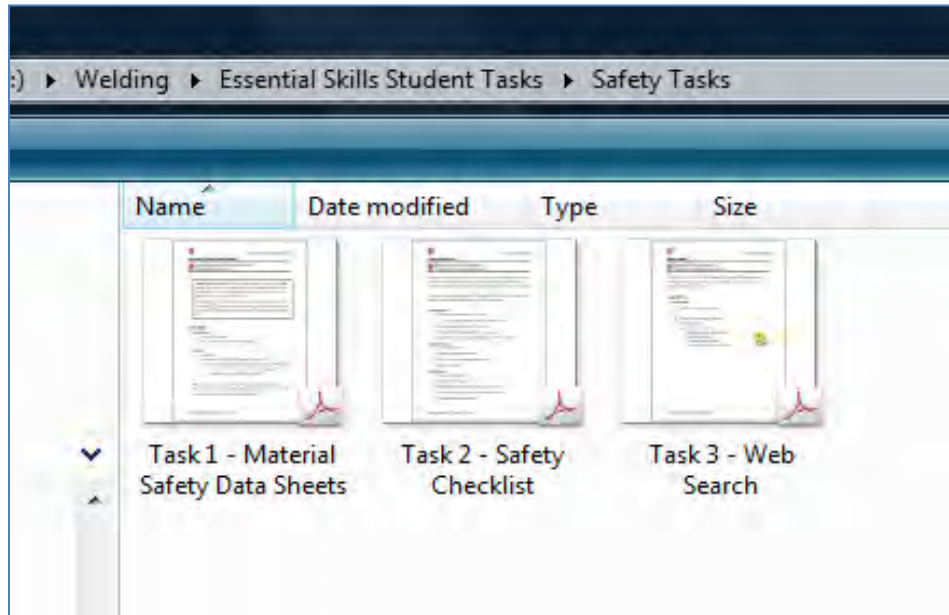 :) ▸ Welding ▸ Essential Skills Student Tasks ▸ Safety Tasks
Name Date modified Type Size
Task 1 - Material
Safety Data Sheets
Task 2 - Safety
Checklist
Task 3 - Web
Search